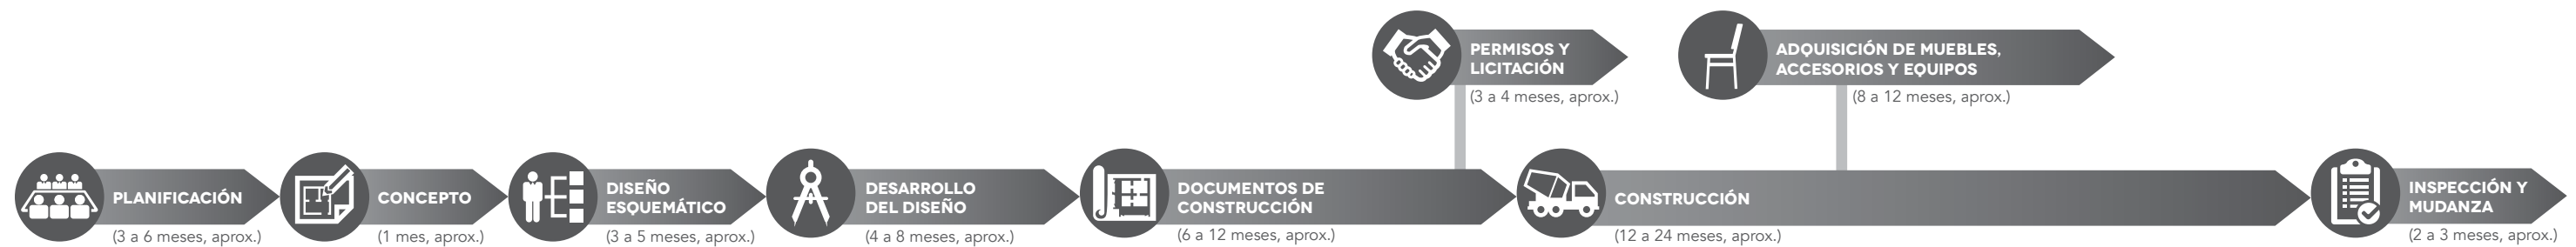 PERMISOS Y
LICITACIÓN
(3 a 4 meses, aprox.)
ADQUISICIÓN DE MUEBLES,
ACCESORIOS Y EQUIPOS
(8 a 12 meses, aprox.)
PLANIFICACIÓN
(3 a 6 meses, aprox.)
CONCEPTO
(1 mes, aprox.)
DISEÑO
ESQUEMÁTICO
(3 a 5 meses, aprox.)
DESARROLLO
DEL DISEÑO
(4 a 8 meses, aprox.)
DOCUMENTOS DE
CONSTRUCCIÓN
(6 a 12 meses, aprox.)
CONSTRUCCIÓN
(12 a 24 meses, aprox.)
INSPECCIÓN Y
MUDANZA
(2 a 3 meses, aprox.)